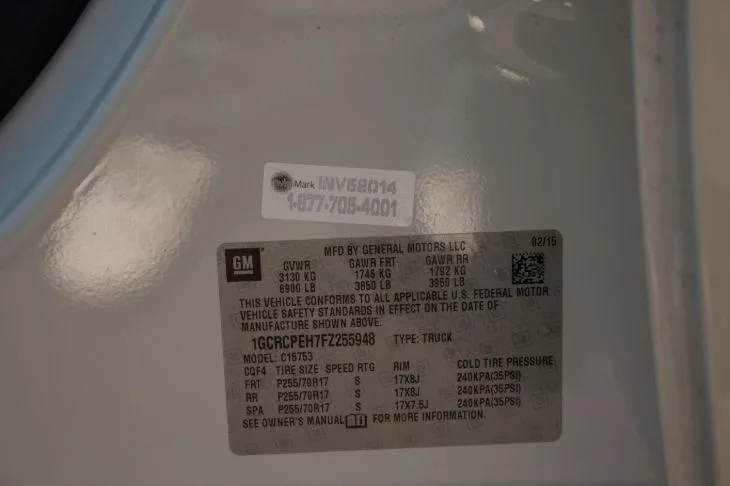 Mark INV52014
1-877-705-4001
GM
MFD BY GENERAL MOTORS LLC 02/15
GVWR GAWR FRT GAWR RR
3130 KG 1746 KG 1792 KG
6900 LB 3850 LB 3950 LB
THIS VEHICLE CONFORMS TO ALL APPLICABLE U.S. FEDERAL MOTOR
VEHICLE SAFETY STANDARDS IN EFFECT ON THE DATE OF
MANUFACTURE SHOWN ABOVE.
1GCRCPEH7FZ255948 TYPE: TRUCK
MODEL: C15753
CQF4 TIRE SIZE SPEED RTG RIM COLD TIRE PRESSURE
FRT P255/70R17 S 17X8J 240KPA(35PSI)
RR P255/70R17 S 17X8J 240KPA(35PSI)
SPA P255/70R17 S 17X7.5J 240KPA(35PSI)
SEE OWNER'S MANUAL FOR MORE INFORMATION.